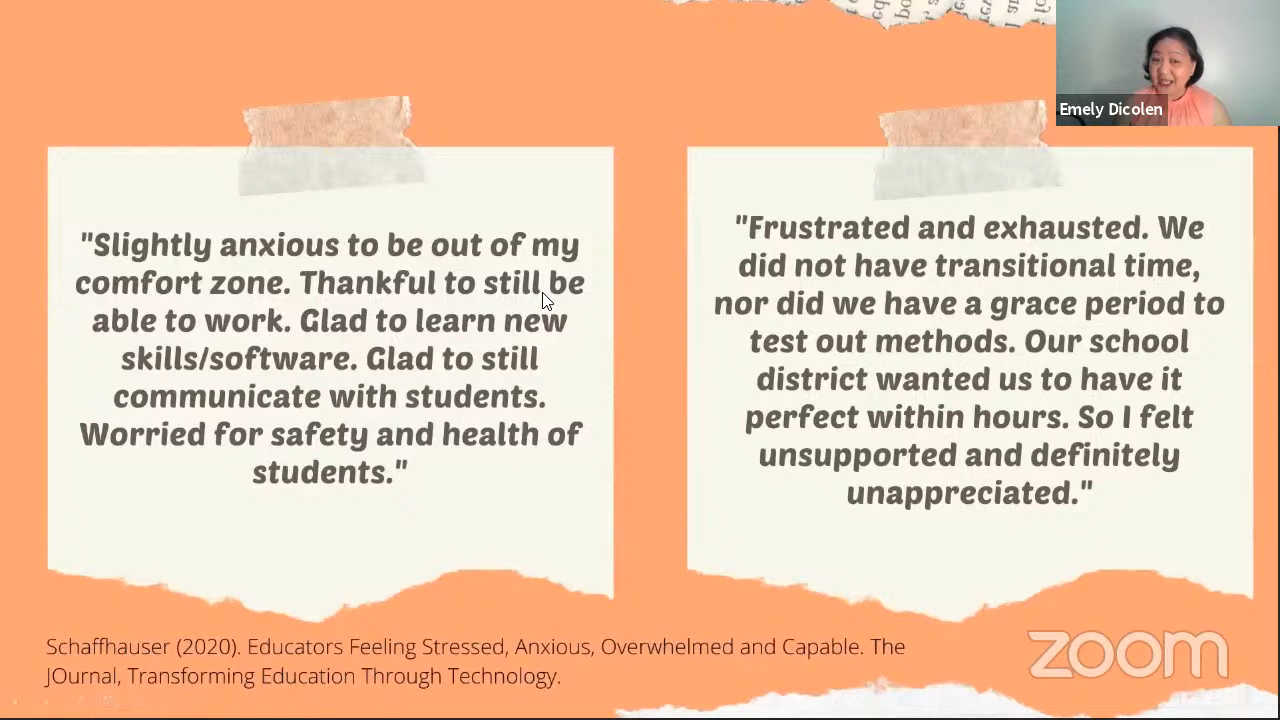 Emely Dicolen
"Slightly anxious to be out of my
comfort zone. Thankful to still be
able to work. Glad to learn new
skills/software. Glad to still
communicate with students.
Worried for safety and health of
students."
"Frustrated and exhausted. We
did not have transitional time,
nor did we have a grace period to
test out methods. Our school
district wanted us to have it
perfect within hours. So I felt
unsupported and definitely
unappreciated."
Schaffhauser (2020). Educators Feeling Stressed, Anxious, Overwhelmed and Capable. The
JOurnal, Transforming Education Through Technology.
zoom